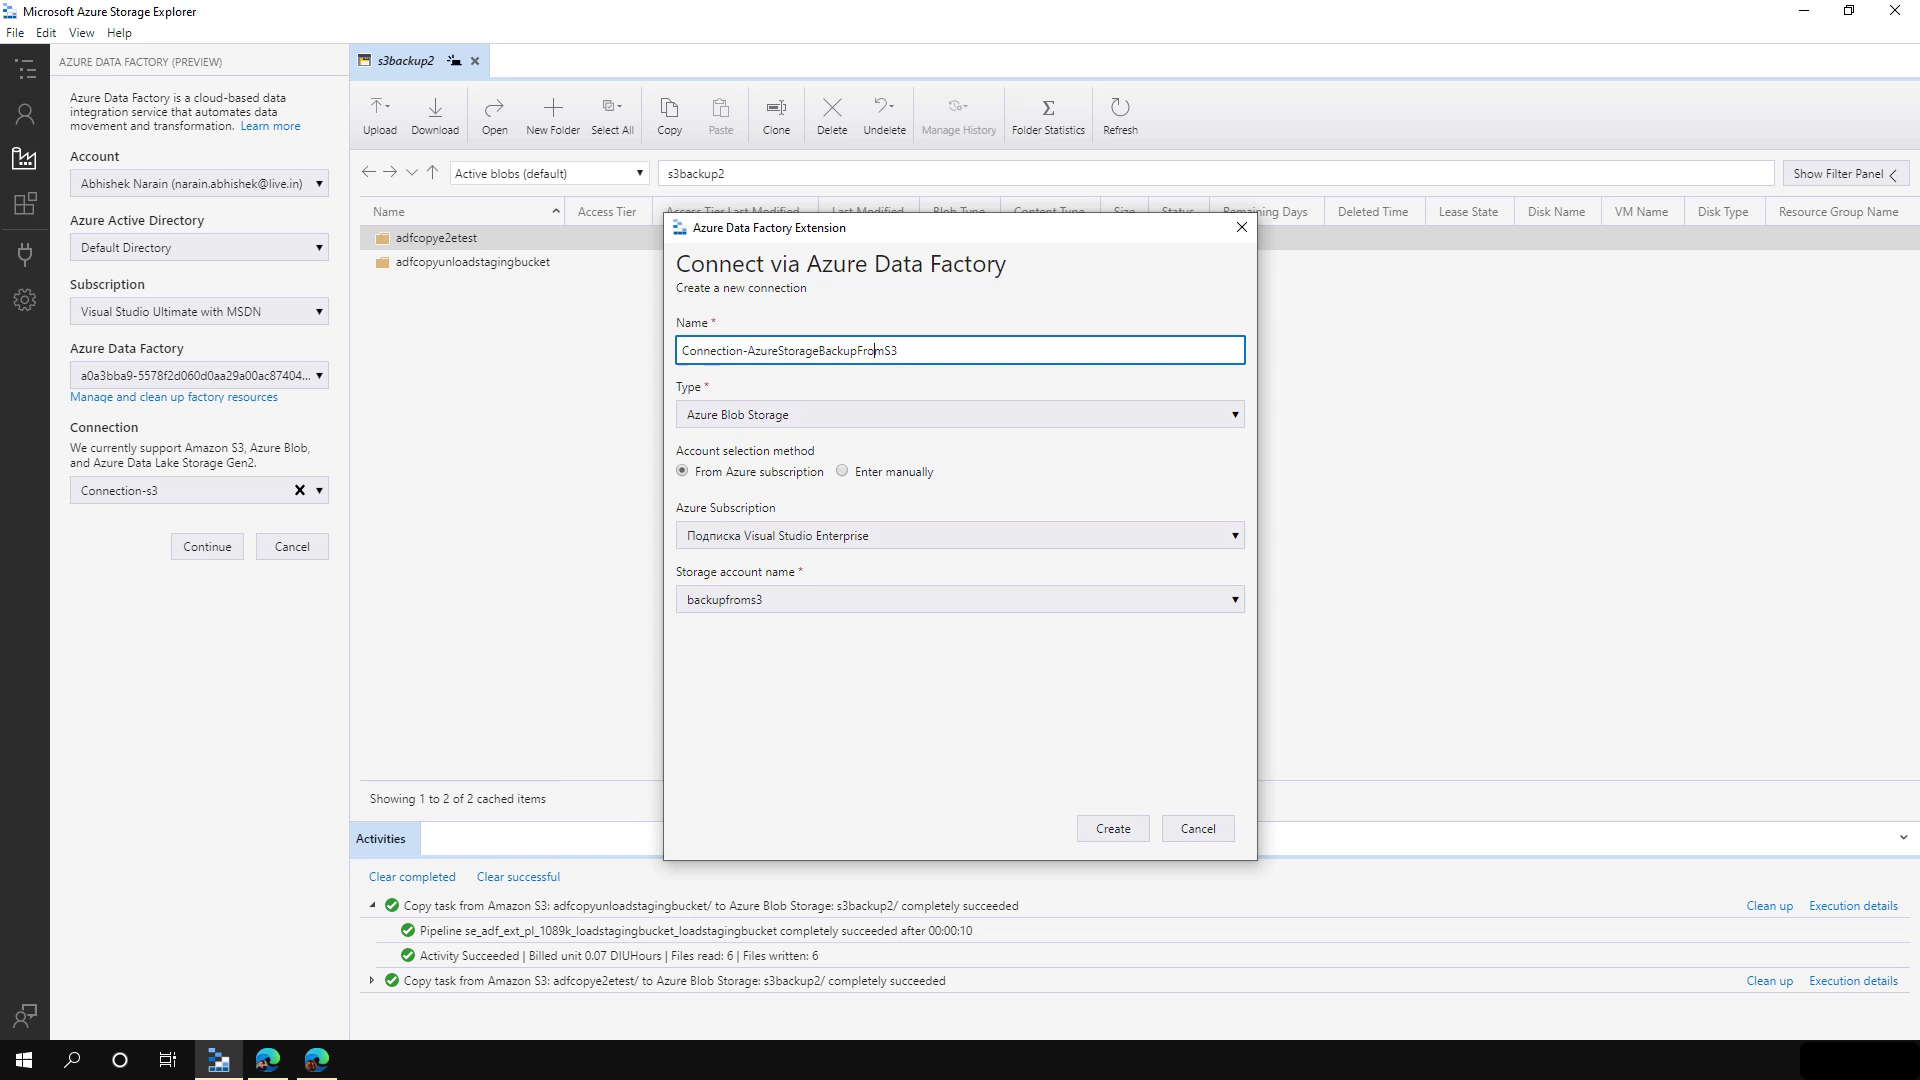 Microsoft Azure Storage Explorer
File Edit View Help
AZURE DATA FACTORY (PREVIEW)
Azure Data Factory is a cloud-based data
integration service that automates data
movement and transformation. Learn more
Account
Abhishek Narain (narain.abhishek@live.in)
Azure Active Directory
Default Directory
Subscription
Visual Studio Ultimate with MSDN
Azure Data Factory
a0a3bba9-5578f2d060d0aa29a00ac87404...
Manage and clean up factory resources
Connection
We currently support Amazon S3, Azure Blob,
and Azure Data Lake Storage Gen2.
Connection-s3
Continue Cancel
s3backup2
Upload Download Open New Folder Select All Copy Paste Clone Delete Undelete Manage History Folder Statistics Refresh
Active blobs (default) s3backup2 Show Filter Panel
Name Access Tier Access Tier Last Modified Last Modified Blob Type Content Type Size Status Remaining Days Deleted Time Lease State Disk Name VM Name Disk Type Resource Group Name
adfcopye2etest
adfcopyunloadstagingbucket
Azure Data Factory Extension
Connect via Azure Data Factory
Create a new connection
Name *
Connection-AzureStorageBackupFromS3
Type *
Azure Blob Storage
Account selection method
From Azure subscription Enter manually
Azure Subscription
Подписка Visual Studio Enterprise
Storage account name *
backupfroms3
Create Cancel
Showing 1 to 2 of 2 cached items
Activities
Clear completed Clear successful
Copy task from Amazon S3: adfcopyunloadstagingbucket/ to Azure Blob Storage: s3backup2/ completely succeeded Clean up Execution details
Pipeline se_adf_ext_pl_1089k_loadstagingbucket_loadstagingbucket completely succeeded after 00:00:10
Activity Succeeded | Billed unit 0.07 DIUHours | Files read: 6 | Files written: 6
Copy task from Amazon S3: adfcopye2etest/ to Azure Blob Storage: s3backup2/ completely succeeded Clean up Execution details